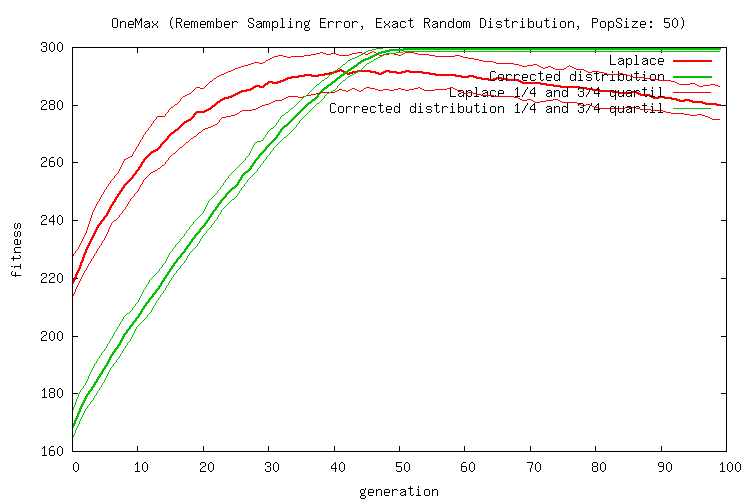 OneMax (Remember Sampling Error, Exact Random Distribution, PopSize: 50)
300
280
260
240
220
200
180
160
fitness
Laplace
Corrected distribution
Laplace 1/4 and 3/4 quartil
Corrected distribution 1/4 and 3/4 quartil
0 10 20 30 40 50 60 70 80 90 100
generation